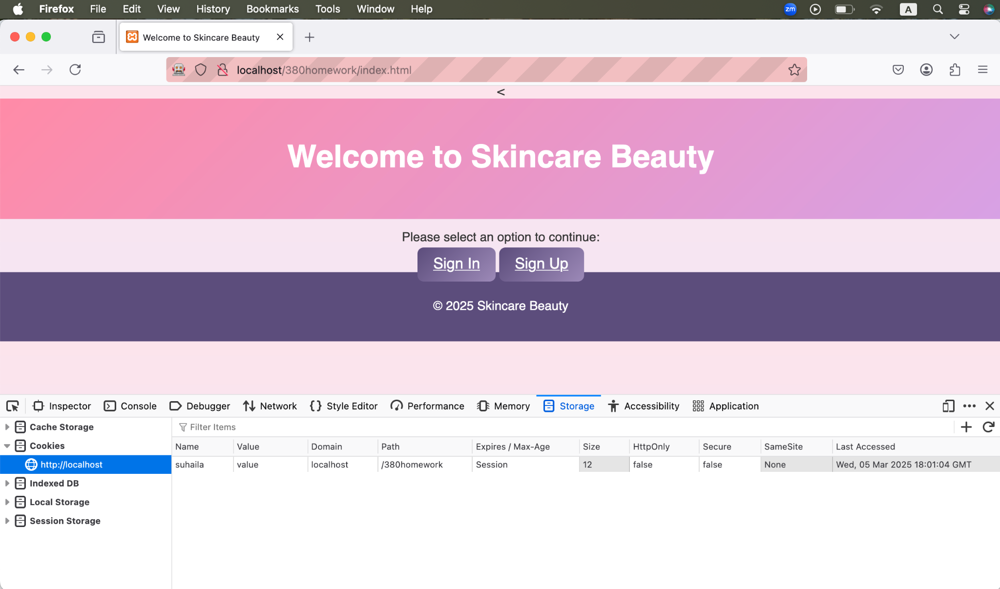 Firefox File Edit View History Bookmarks Tools Window Help zm A
Welcome to Skincare Beauty
localhost/380homework/index.html
<
Welcome to Skincare Beauty
Please select an option to continue:
Sign In Sign Up
© 2025 Skincare Beauty
Inspector Console Debugger Network Style Editor Performance Memory Storage Accessibility Application
Cache Storage Filter Items
Cookies Name Value Domain Path Expires / Max-Age Size HttpOnly Secure SameSite Last Accessed
http://localhost suhaila value localhost /380homework Session 12 false false None Wed, 05 Mar 2025 18:01:04 GMT
Indexed DB
Local Storage
Session Storage